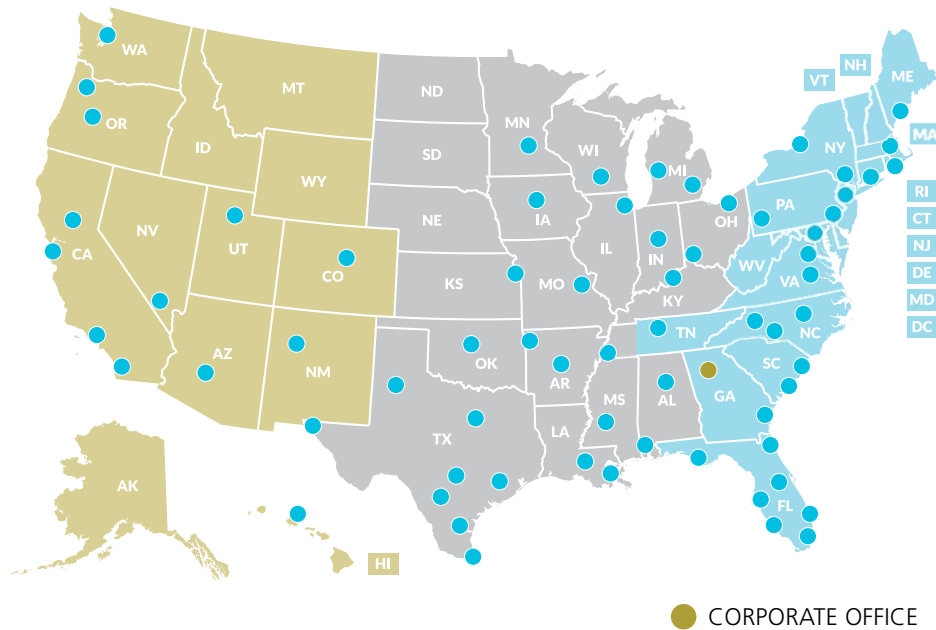 WA
MT
ND
MN
VT
NH
ME
OR
ID
SD
WI
MI
NY
MA
WY
NE
IA
PA
RI
CT
NJ
DE
MD
DC
NV
UT
CO
CA
KS
MO
IL
IN
OH
WV
VA
KY
AZ
NM
OK
AR
TN
NC
SC
TX
LA
MS
AL
GA
FL
AK
HI
CORPORATE OFFICE